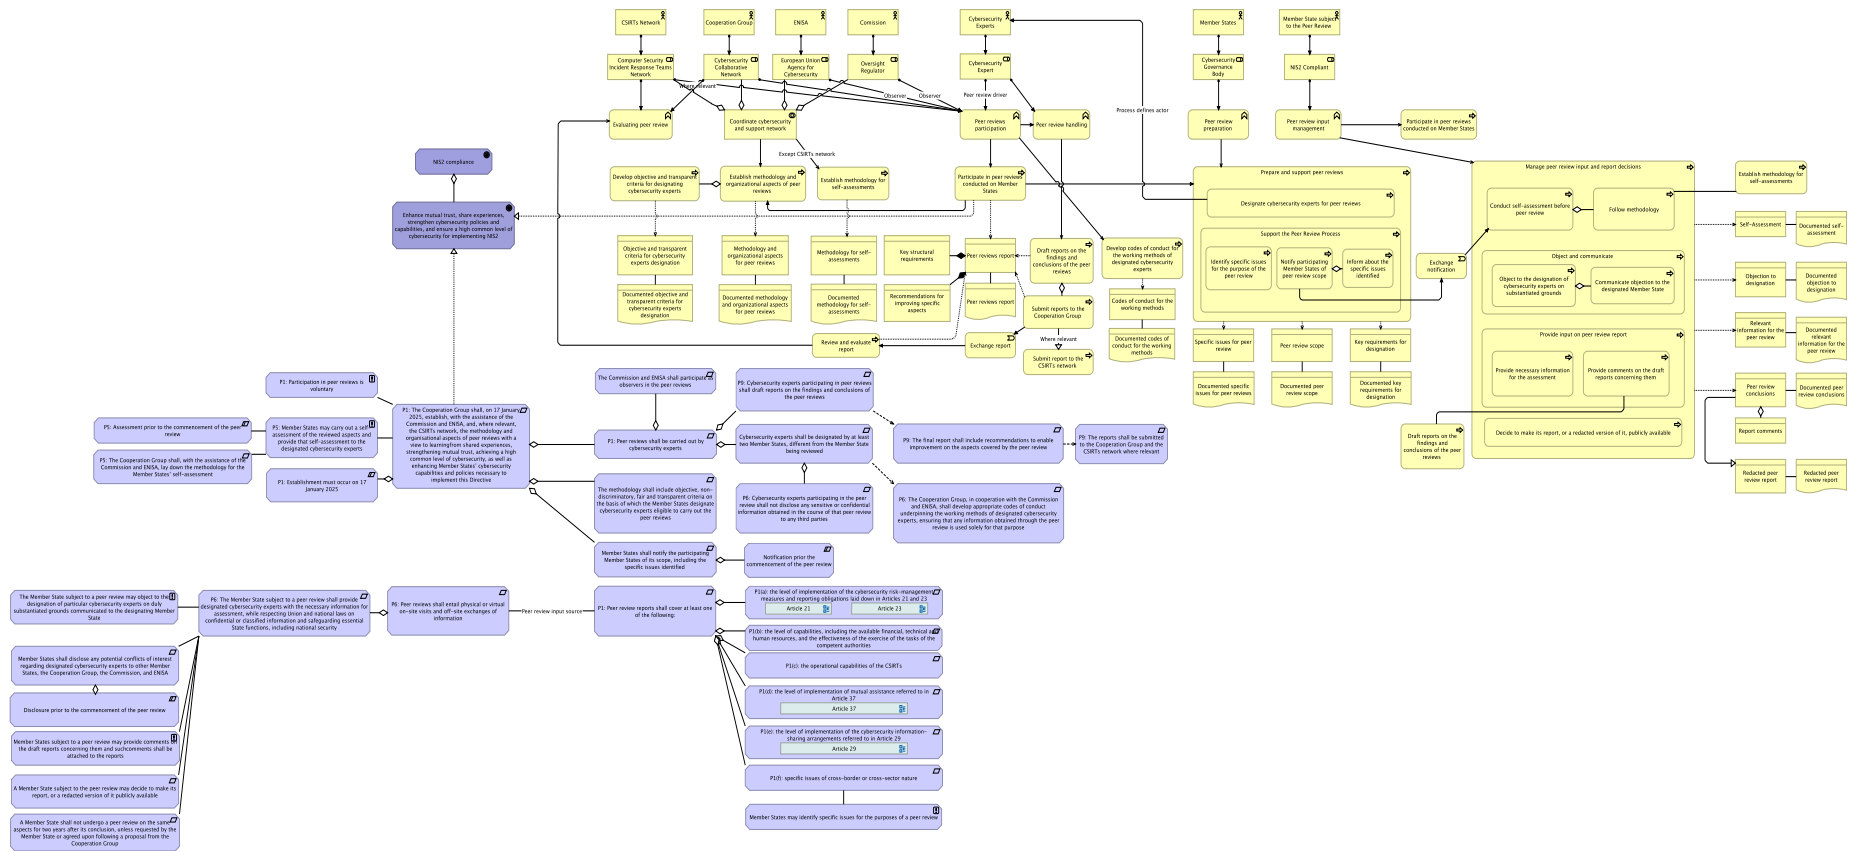 CSIRTs Network
Cooperation Group
ENISA
Comission
Cybersecurity
Experts
Member States
Member State subject
to the Peer Review
Computer Security
Incident Response Teams
Network
Cybersecurity
Collaborative
Network
European Union
Agency for
Cybersecurity
Oversight
Regulator
Cybersecurity
Expert
Cybersecurity
Governance
Body
NIS2 Compliant
Where relevant
Observer
Observer
Peer review driver
Process defines actor
Evaluating peer review
Coordinate cybersecurity
and support network
Peer reviews
participation
Peer review handling
Peer review
preparation
Peer review input
management
Participate in peer reviews
conducted on Member States
Except CSIRTs network
NIS2 compliance
Develop objective and transparent
criteria for designating
cybersecurity experts
Establish methodology and
organizational aspects of peer
reviews
Establish methodology for
self-assessments
Participate in peer reviews
conducted on Member
States
Prepare and support peer reviews
Designate cybersecurity experts for peer reviews
Support the Peer Review Process
Identify specific issues
for the purpose of the
peer review
Notify participating
Member States of
peer review scope
Inform about the
specific issues
identified
Manage peer review input and report decisions
Conduct self-assessment before
peer review
Follow methodology
Establish methodology for
self-assessments
Enhance mutual trust, share experiences,
strengthen cybersecurity policies and
capabilities, and ensure a high common level of
cybersecurity for implementing NIS2
Objective and transparent
criteria for cybersecurity
experts designation
Methodology and
organizational aspects
for peer reviews
Methodology for self-
assessments
Key structural
requirements
Peer reviews report
Draft reports on the
findings and
conclusions of the peer
reviews
Develop codes of conduct for
the working methods of
designated cybersecurity
experts
Exchange
notification
Self-Assessment
Documented self-
assessment
Object and communicate
Object to the designation of
cybersecurity experts on
substantiated grounds
Communicate objection to the
designated Member State
Objection to
designation
Documented
objection to
designation
Documented objective and
transparent criteria for
cybersecurity experts
designation
Documented methodology
and organizational aspects
for peer reviews
Documented
methodology for self-
assessments
Recommendations for
improving specific
aspects
Peer reviews report
Submit reports to the
Cooperation Group
Codes of conduct for the
working methods
Documented codes of
conduct for the working
methods
Where relevant
Review and evaluate
report
Exchange report
Submit report to the
CSIRTs network
Specific issues for peer
review
Peer review scope
Key requirements for
designation
Documented specific
issues for peer reviews
Documented peer
review scope
Documented key
requirements for
designation
Provide input on peer review report
Provide necessary information
for the assessment
Provide comments on the draft
reports concerning them
Relevant
information for the
peer review
Documented
relevant
information for the
peer review
Peer review
conclusions
Documented peer
review conclusions
Report comments
Draft reports on the
findings and
conclusions of the peer
reviews
Decide to make its report, or a redacted version of it, publicly available
Redacted peer
review report
Redacted peer
review report
P1: Participation in peer reviews is
voluntary
P5: Assessment prior to the commencement of the peer
review
P5: Member States may carry out a self-
assessment of the reviewed aspects and
provide that self-assessment to the
designated cybersecurity experts
P5: The Cooperation Group shall, with the assistance of the
Commission and ENISA, lay down the methodology for the
Member States' self-assessment
P1: Establishment must occur on 17
January 2025
P1: The Cooperation Group shall, on 17 January
2025, establish, with the assistance of the
Commission and ENISA, and, where relevant,
the CSIRTs network, the methodology and
organisational aspects of peer reviews with a
view to learningfrom shared experiences,
strengthening mutual trust, achieving a high
common level of cybersecurity, as well as
enhancing Member States' cybersecurity
capabilities and policies necessary to
implement this Directive
The Commission and ENISA shall participate as
observers in the peer reviews
P9: Cybersecurity experts participating in peer reviews
shall draft reports on the findings and conclusions of
the peer reviews
P1: Peer reviews shall be carried out by
cybersecurity experts
Cybersecurity experts shall be designated by at least
two Member States, different from the Member State
being reviewed
P9: The final report shall include recommendations to enable
improvement on the aspects covered by the peer review
P9: The reports shall be submitted
to the Cooperation Group and the
CSIRTs network where relevant
The methodology shall include objective, non-
discriminatory, fair and transparent criteria on
the basis of which the Member States designate
cybersecurity experts eligible to carry out the
peer reviews
P6: Cybersecurity experts participating in the peer
review shall not disclose any sensitive or confidential
information obtained in the course of that peer review
to any third parties
P6: The Cooperation Group, in cooperation with the Commission
and ENISA, shall develop appropriate codes of conduct
underpinning the working methods of designated cybersecurity
experts, ensuring that any information obtained through the peer
review is used solely for that purpose
Member States shall notify the participating
Member States of its scope, including the
specific issues identified
Notification prior the
commencement of the peer review
The Member State subject to a peer review may object to the
designation of particular cybersecurity experts on duly
substantiated grounds communicated to the designating Member
State
P6: The Member State subject to a peer review shall provide
designated cybersecurity experts with the necessary information for
assessment, while respecting Union and national laws on
confidential or classified information and safeguarding essential
State functions, including national security
P6: Peer reviews shall entail physical or virtual
on-site visits and off-site exchanges of
information
Peer review input source
P1: Peer review reports shall cover at least one
of the following:
P1(a): the level of implementation of the cybersecurity risk-management
measures and reporting obligations laid down in Articles 21 and 23
Article 21
Article 23
P1(b): the level of capabilities, including the available financial, technical and
human resources, and the effectiveness of the exercise of the tasks of the
competent authorities
P1(c): the operational capabilities of the CSIRTs
P1(d): the level of implementation of mutual assistance referred to in
Article 37
Article 37
P1(e): the level of implementation of the cybersecurity information-
sharing arrangements referred to in Article 29
Article 29
P1(f): specific issues of cross-border or cross-sector nature
Member States may identify specific issues for the purposes of a peer review
Member States shall disclose any potential conflicts of interest
regarding designated cybersecurity experts to other Member
States, the Cooperation Group, the Commission, and ENISA
Disclosure prior to the commencement of the peer review
Member States subject to a peer review may provide comments on
the draft reports concerning them and suchcomments shall be
attached to the reports
A Member State subject to the peer review may decide to make its
report, or a redacted version of it publicly available
A Member State shall not undergo a peer review on the same
aspects for two years after its conclusion, unless requested by the
Member State or agreed upon following a proposal from the
Cooperation Group